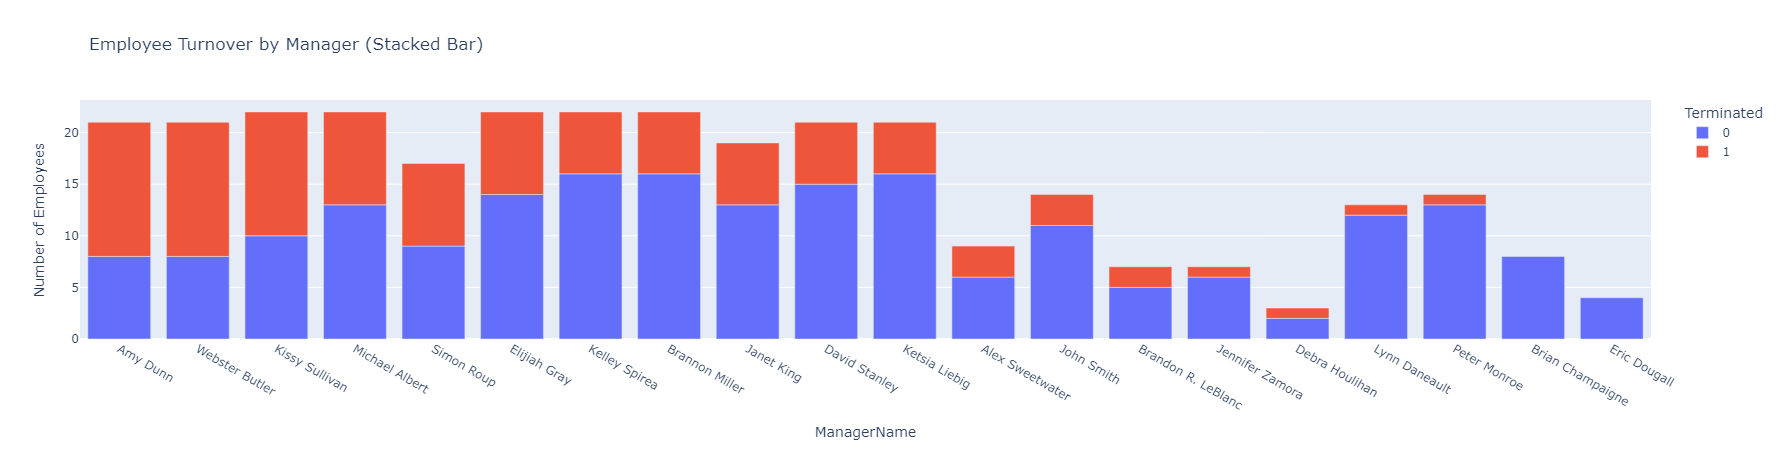 Employee Turnover by Manager (Stacked Bar)
Terminated
0
1
Number of Employees
20
15
10
5
0
Amy Dunn
Webster Butler
Kissy Sullivan
Michael Albert
Simon Roup
Elijiah Gray
Kelley Spirea
Brannon Miller
Janet King
David Stanley
Ketsia Liebig
Alex Sweetwater
John Smith
Brandon R. LeBlanc
Jennifer Zamora
Debra Houlihan
Lynn Daneault
Peter Monroe
Brian Champaigne
Eric Dougall
ManagerName